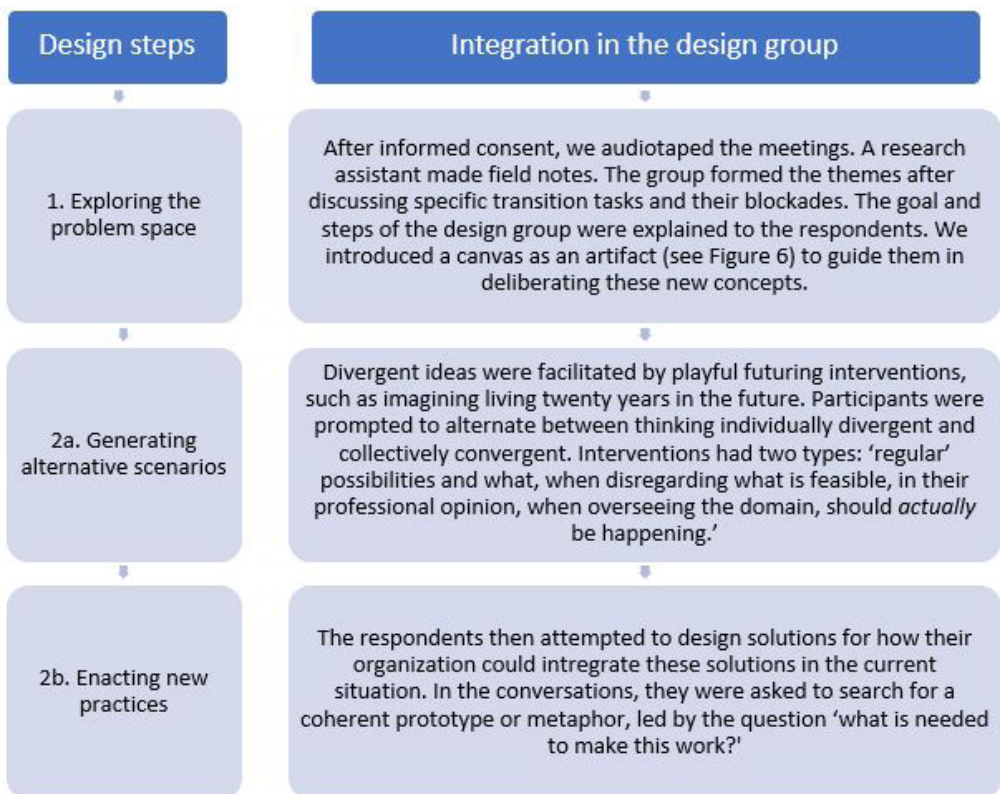 Design steps
Integration in the design group
1. Exploring the
problem space
After informed consent, we audiotaped the meetings. A research
assistant made field notes. The group formed the themes after
discussing specific transition tasks and their blockades. The goal and
steps of the design group were explained to the respondents. We
introduced a canvas as an artifact (see Figure 6) to guide them in
deliberating these new concepts.
2a. Generating
alternative scenarios
Divergent ideas were facilitated by playful futuring interventions,
such as imagining living twenty years in the future. Participants were
prompted to alternate between thinking individually divergent and
collectively convergent. Interventions had two types: ‘regular’
possibilities and what, when disregarding what is feasible, in their
professional opinion, when overseeing the domain, should actually
be happening.’
2b. Enacting new
practices
The respondents then attempted to design solutions for how their
organization could intregrate these solutions in the current
situation. In the conversations, they were asked to search for a
coherent prototype or metaphor, led by the question ‘what is needed
to make this work?'